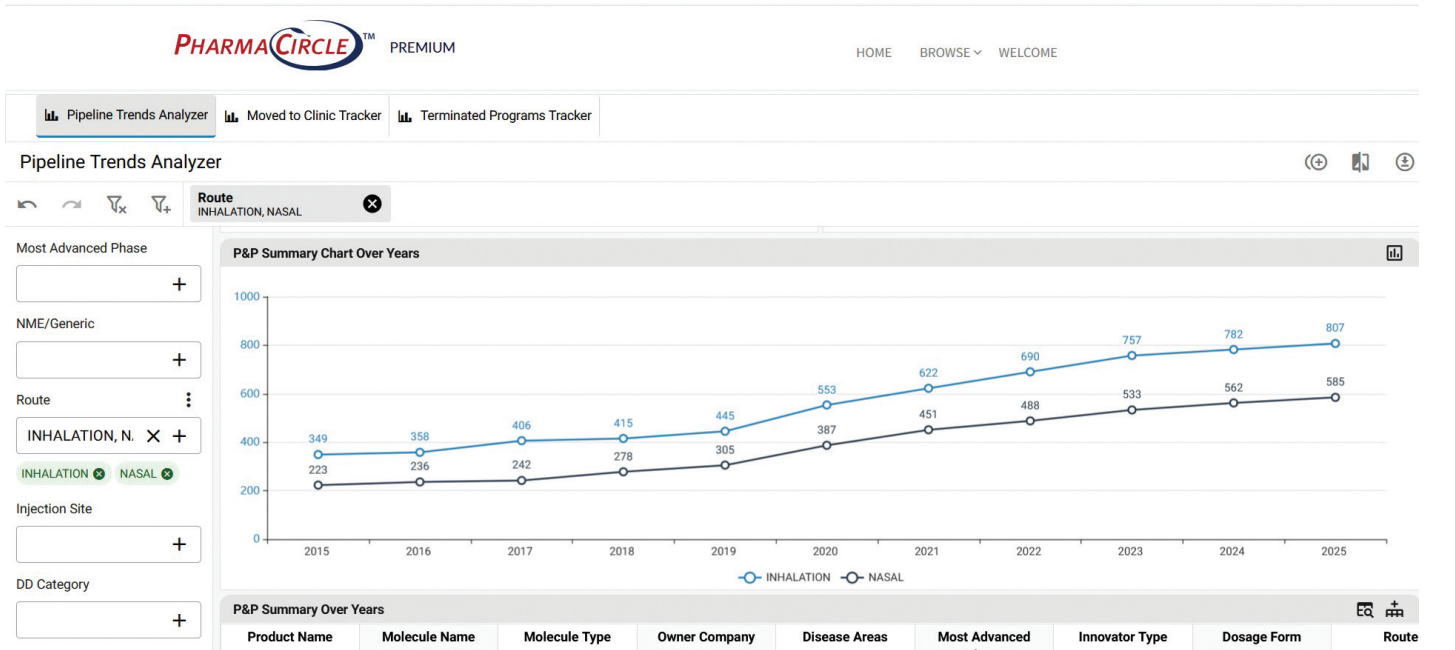 PHARMACIRCLE™ PREMIUM
HOME BROWSE WELCOME
Pipeline Trends Analyzer Moved to Clinic Tracker Terminated Programs Tracker
Pipeline Trends Analyzer
Route
INHALATION, NASAL
Most Advanced Phase
NME/Generic
Route
INHALATION, N.
INHALATION NASAL
Injection Site
DD Category
P&P Summary Chart Over Years
1000
800
600
400
200
0
349 358 406 415 445 553 622 690 757 782 807
223 236 242 278 305 387 451 488 533 562 585
2015 2016 2017 2018 2019 2020 2021 2022 2023 2024 2025
INHALATION NASAL
P&P Summary Over Years
Product Name Molecule Name Molecule Type Owner Company Disease Areas Most Advanced Innovator Type Dosage Form Route